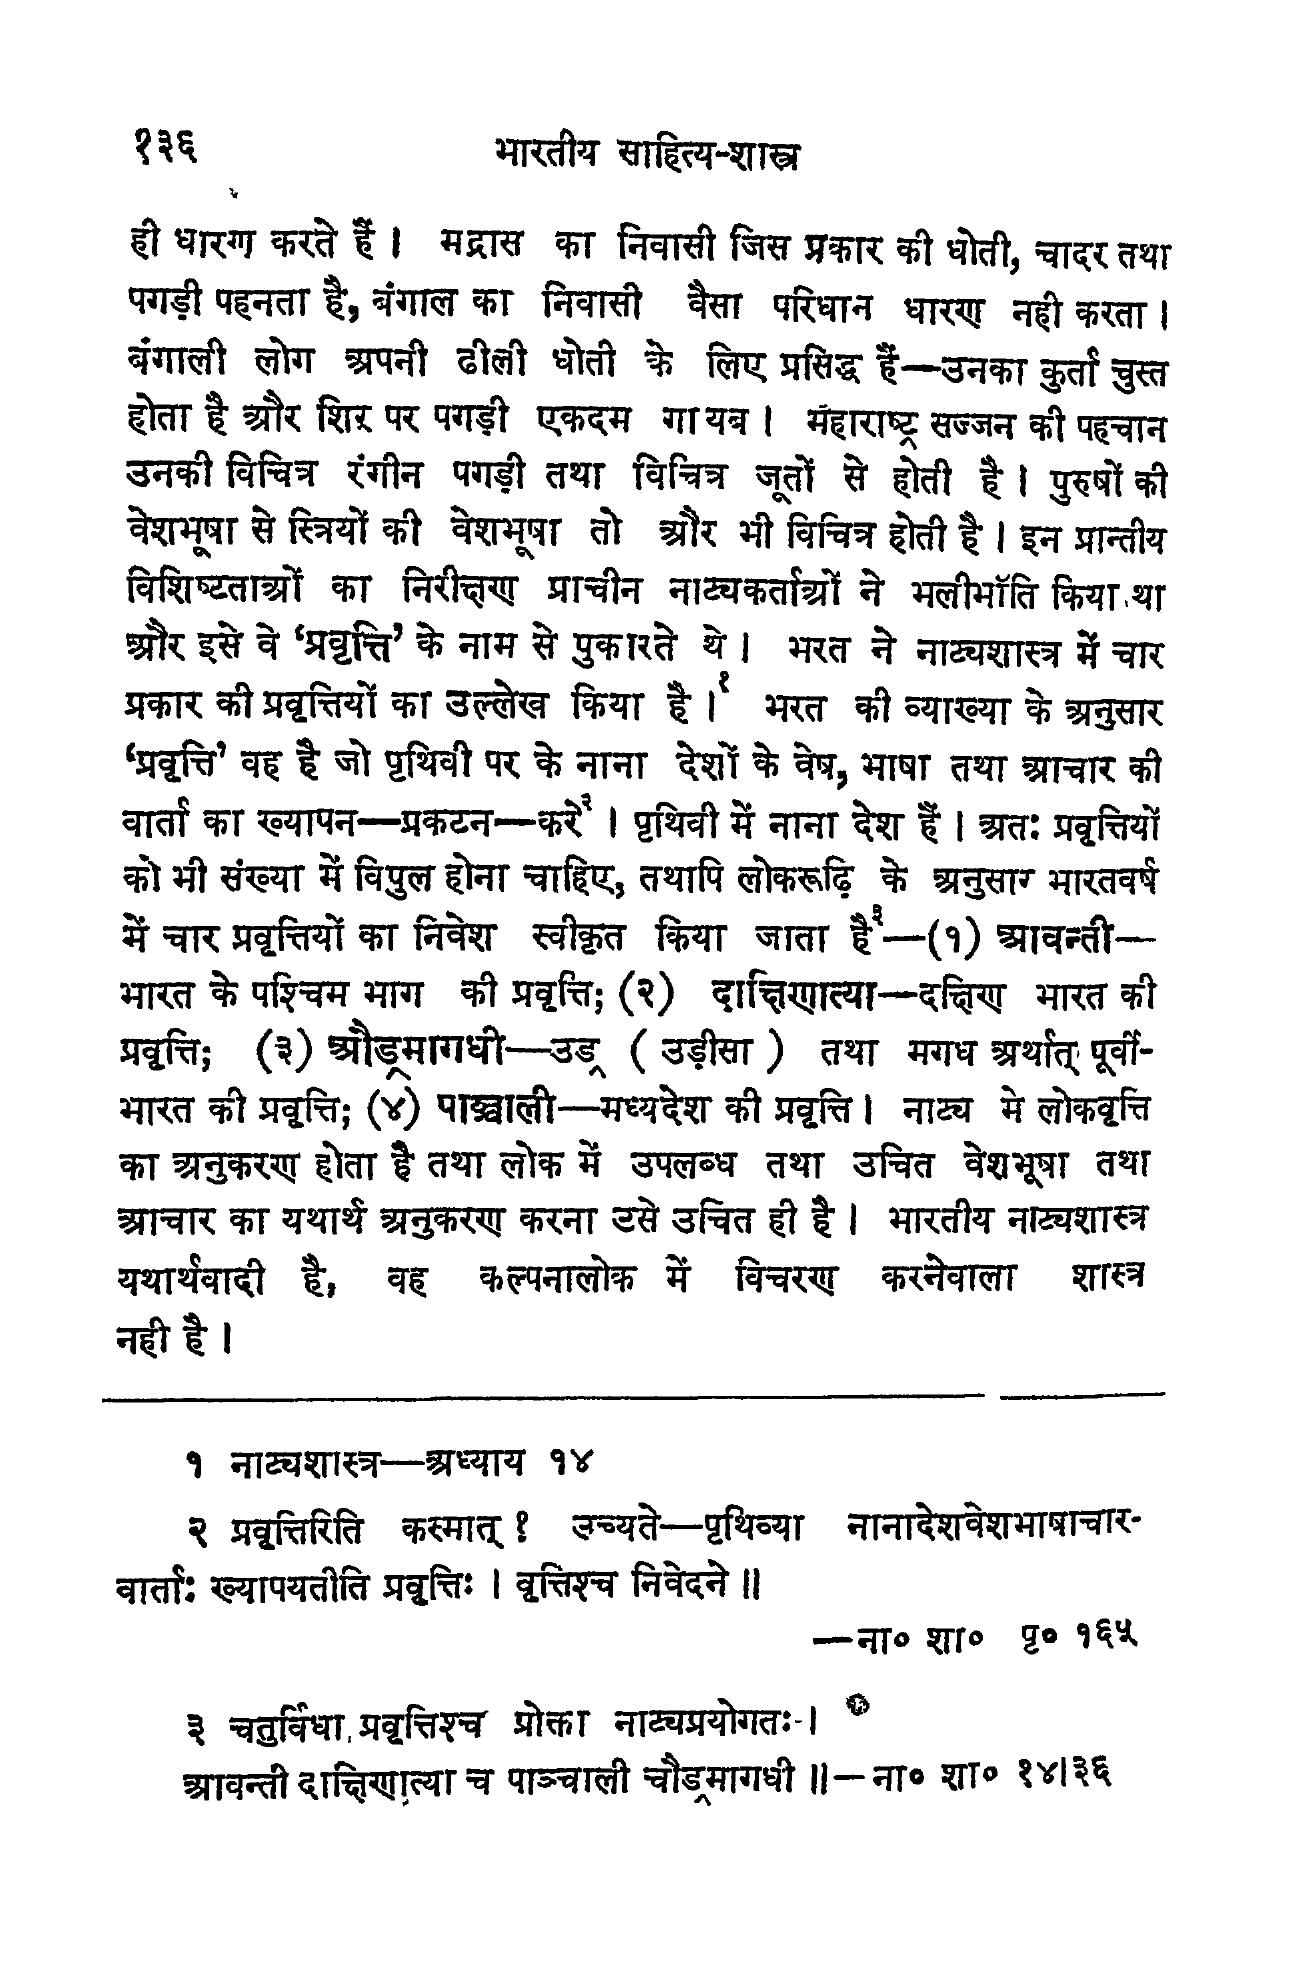 १३६ भारतीय साहित्य-शास्त्र
ही धारण करते हैं । मद्रास का निवासी जिस प्रकार की धोती, चादर तथा
पगड़ी पहनता है, बंगाल का निवासी वैसा परिधान धारण नही करता ।
बंगाली लोग अपनी ढीली धोती के लिए प्रसिद्ध हैं—उनका कुर्ता चुस्त
होता है और शिर पर पगड़ी एकदम गायब । महाराष्ट्र सज्जन की पहचान
उनकी विचित्र रंगीन पगड़ी तथा विचित्र जूतों से होती है । पुरुषों की
वेशभूषा से स्त्रियों की वेशभूषा तो और भी विचित्र होती है । इन प्रान्तीय
विशिष्टताओं का निरीक्षण प्राचीन नाट्यकर्ताओं ने भलीभॉति किया था
और इसे वे ‘प्रवृत्ति’ के नाम से पुकारते थे । भरत ने नाट्यशास्त्र में चार
प्रकार की प्रवृत्तियों का उल्लेख किया है ।१ भरत की व्याख्या के अनुसार
‘प्रवृत्ति’ वह है जो पृथिवी पर के नाना देशों के वेष, भाषा तथा आचार की
वार्ता का ख्यापन—प्रकटन—करे२ । पृथिवी में नाना देश हैं । अतः प्रवृत्तियों
को भी संख्या में विपुल होना चाहिए, तथापि लोकरूढ़ि के अनुसार भारतवर्ष
में चार प्रवृत्तियों का निवेश स्वीकृत किया जाता है३—(१) आवन्ती—
भारत के पश्चिम भाग की प्रवृत्ति; (२) दाक्षिणात्या—दक्षिण भारत की
प्रवृत्ति; (३) औड्रमागधी—उड्र ( उड़ीसा ) तथा मगध अर्थात् पूर्वी-
भारत की प्रवृत्ति; (४) पाञ्चाली—मध्यदेश की प्रवृत्ति । नाट्य मे लोकवृत्ति
का अनुकरण होता है तथा लोक में उपलब्ध तथा उचित वेशभूषा तथा
आचार का यथार्थ अनुकरण करना उसे उचित ही है । भारतीय नाट्यशास्त्र
यथार्थवादी है, वह कल्पनालोक में विचरण करनेवाला शास्त्र
नही है ।
१ नाट्यशास्त्र—अध्याय १४
२ प्रवृत्तिरिति कस्मात् ? उच्यते—पृथिव्या नानादेशवेशभाषाचार-
वार्ताः ख्यापयतीति प्रवृत्तिः । वृत्तिश्च निवेदने ॥
—ना० शा० पृ० १६५
३ चतुर्विधा प्रवृत्तिश्च प्रोक्ता नाट्यप्रयोगतः ।
आवन्ती दाक्षिणात्या च पाञ्चाली चौड्रमागधी ॥— ना० शा० १४।३६